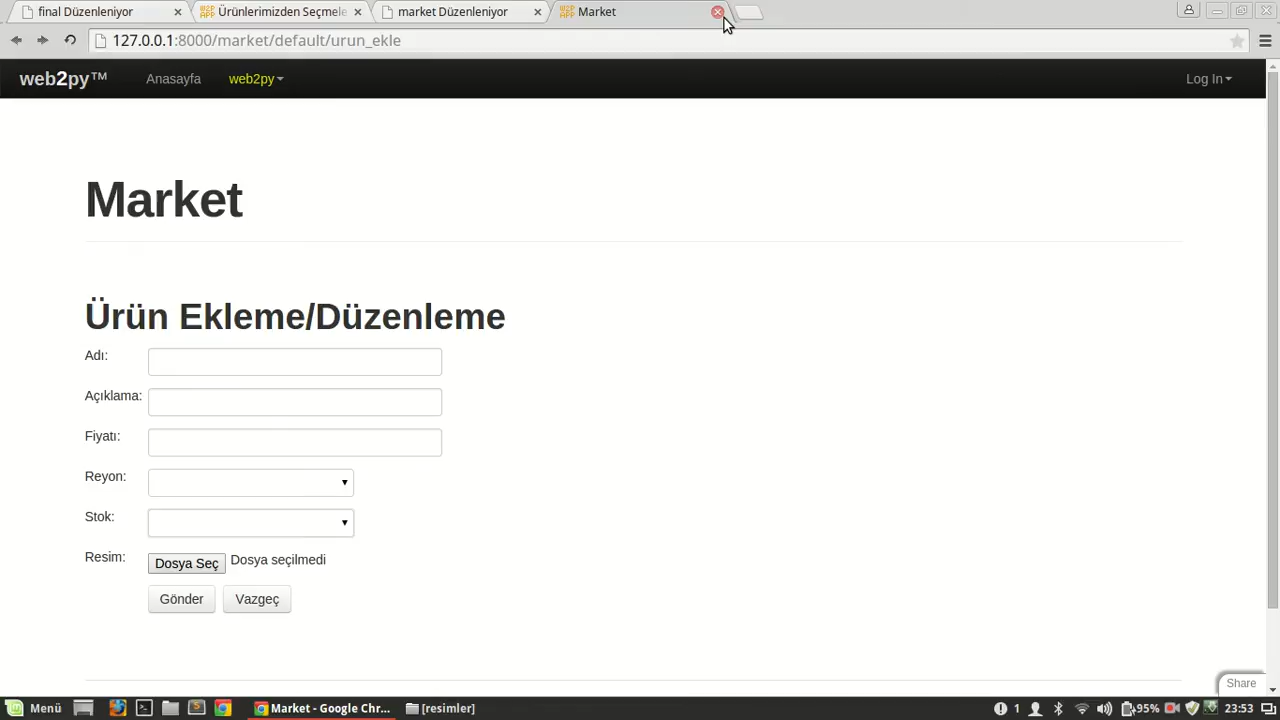 final Düzenleniyor
Ürünlerimizden Seçmele
market Düzenleniyor
Market
127.0.0.1:8000/market/default/urun_ekle
web2py™
Anasayfa
web2py
Log In
Market
Ürün Ekleme/Düzenleme
Adı:
Açıklama:
Fiyatı:
Reyon:
Stok:
Resim:
Dosya Seç Dosya seçilmedi
Gönder
Vazgeç
Share
Menü
Market - Google Chr...
[resimler]
1
95%
23:53